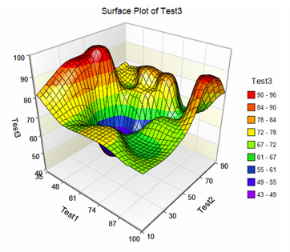 Surface Plot of Test3
100
90
80
70
60
50
40
Test3
35
48
61
74
87
100
Test1
10
30
50
70
90
Test2
Test3
90 - 96
84 - 90
78 - 84
72 - 78
67 - 72
61 - 67
55 - 61
49 - 55
43 - 49